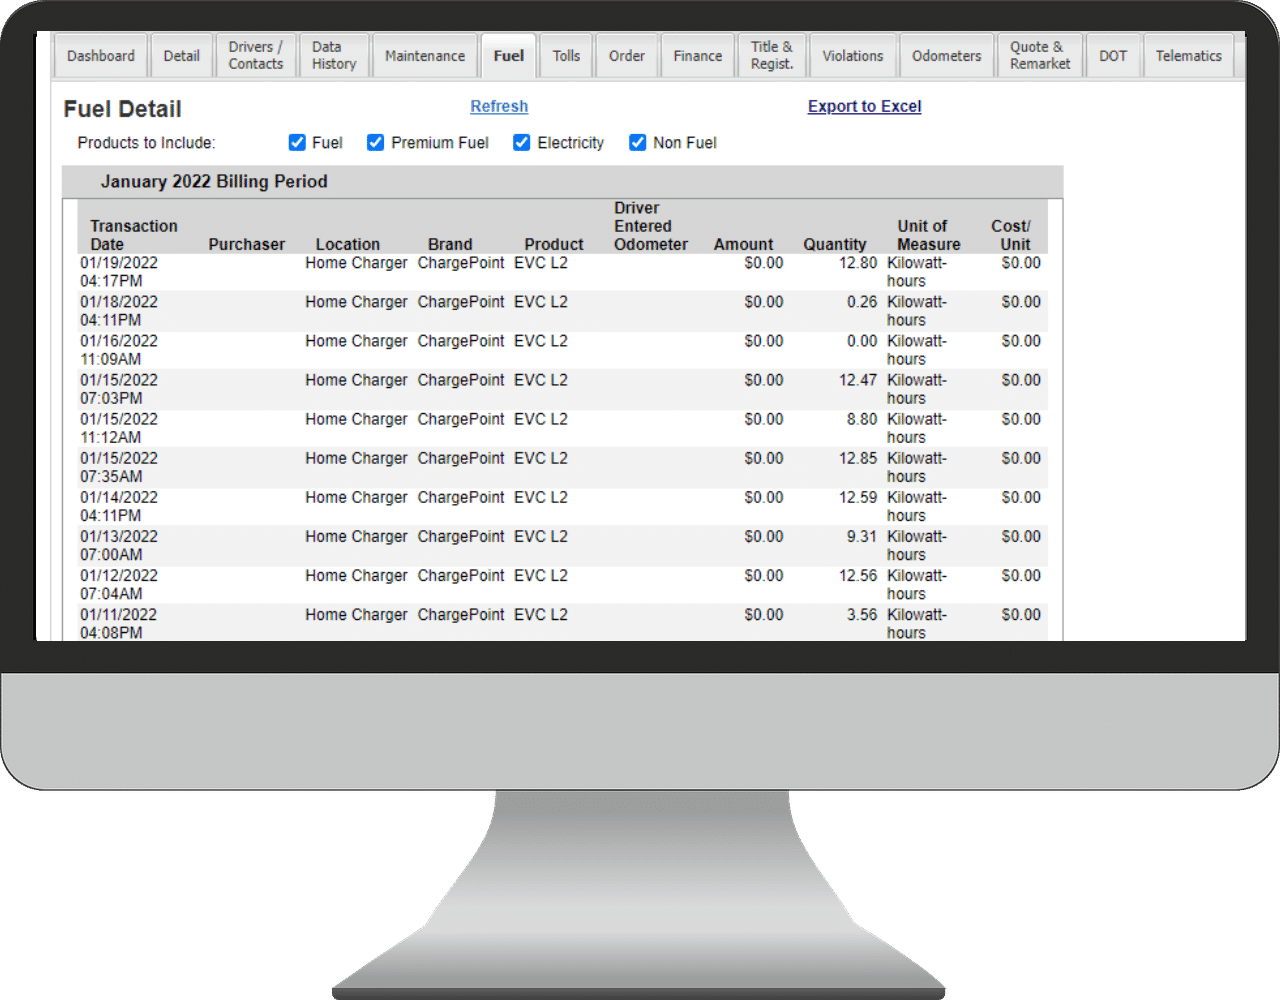 Dashboard Detail Drivers / Contacts Data History Maintenance Fuel Tolls Order Finance Title & Regist. Violations Odometers Quote & Remarket DOT Telematics
Fuel Detail Refresh Export to Excel
Products to Include: Fuel Premium Fuel Electricity Non Fuel
January 2022 Billing Period
Transaction Date Purchaser Location Brand Product Driver Entered Odometer Amount Quantity Unit of Measure Cost/ Unit
01/19/2022 Home Charger ChargePoint EVC L2 $0.00 12.80 Kilowatt- $0.00
04:17PM hours
01/18/2022 Home Charger ChargePoint EVC L2 $0.00 0.26 Kilowatt- $0.00
04:11PM hours
01/16/2022 Home Charger ChargePoint EVC L2 $0.00 0.00 Kilowatt- $0.00
11:09AM hours
01/15/2022 Home Charger ChargePoint EVC L2 $0.00 12.47 Kilowatt- $0.00
07:03PM hours
01/15/2022 Home Charger ChargePoint EVC L2 $0.00 8.80 Kilowatt- $0.00
11:12AM hours
01/15/2022 Home Charger ChargePoint EVC L2 $0.00 12.85 Kilowatt- $0.00
07:35AM hours
01/14/2022 Home Charger ChargePoint EVC L2 $0.00 12.59 Kilowatt- $0.00
04:11PM hours
01/13/2022 Home Charger ChargePoint EVC L2 $0.00 9.31 Kilowatt- $0.00
07:00AM hours
01/12/2022 Home Charger ChargePoint EVC L2 $0.00 12.56 Kilowatt- $0.00
07:04AM hours
01/11/2022 Home Charger ChargePoint EVC L2 $0.00 3.56 Kilowatt- $0.00
04:08PM hours